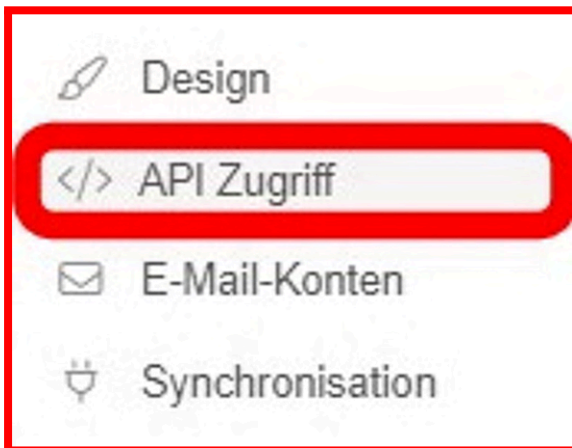 Design
</> API Zugriff
E-Mail-Konten
Synchronisation